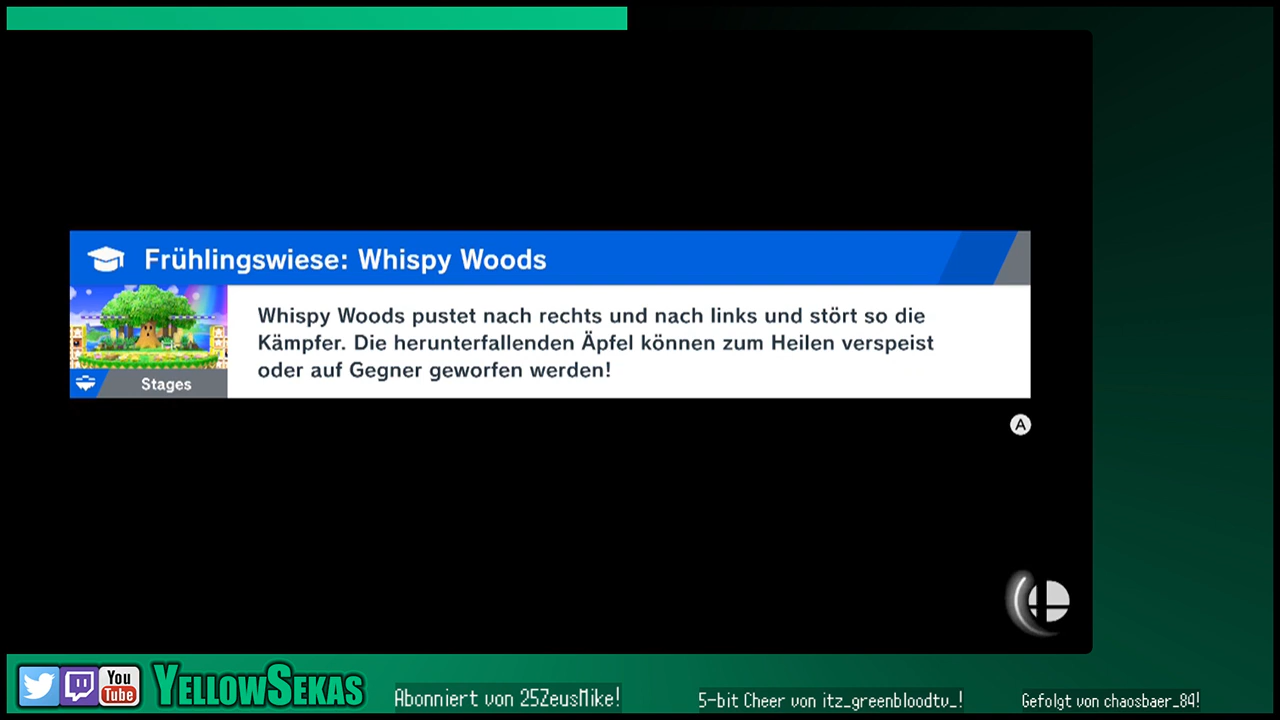 Frühlingswiese: Whispy Woods
Whispy Woods pustet nach rechts und nach links und stört so die
Kämpfer. Die herunterfallenden Äpfel können zum Heilen verspeist
oder auf Gegner geworfen werden!
Stages
A
You
Tube
YELLOWSEKAS
Abonniert von 25ZeusMike!
5-bit Cheer von itz_greenbloodtv_!
Gefolgt von chaosbaer_84!